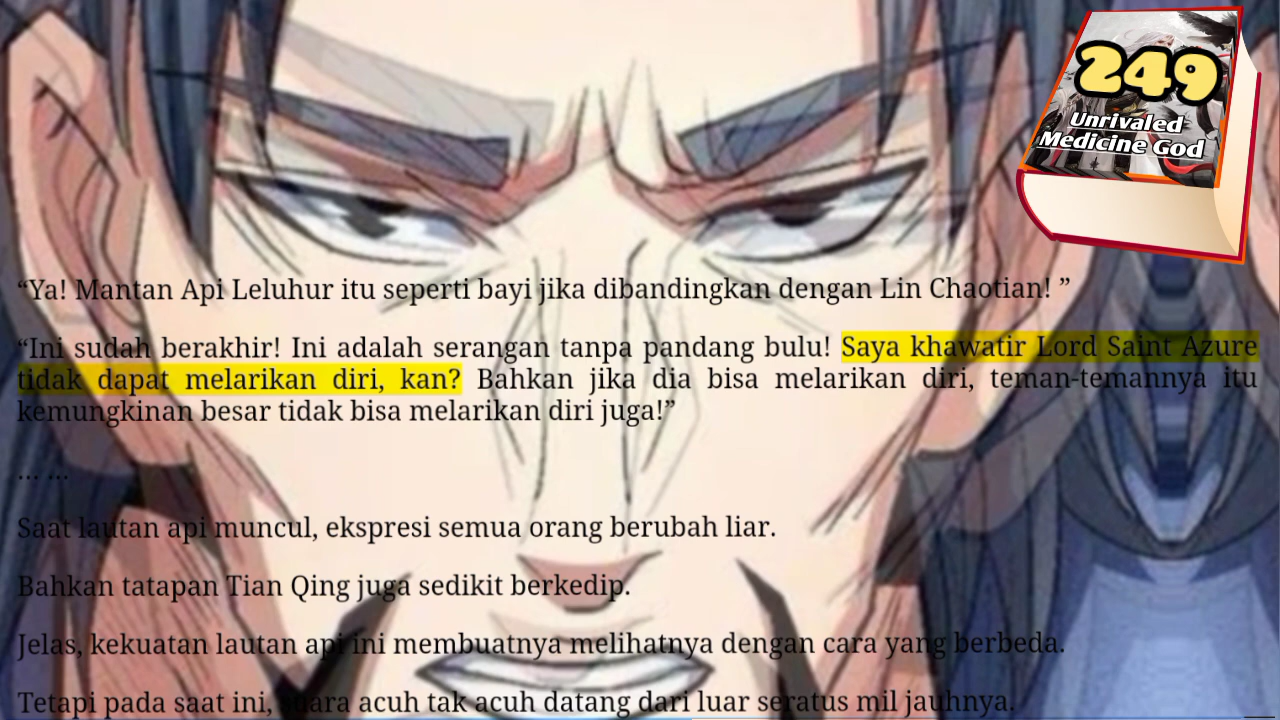 249
Unrivaled
Medicine God
“Ya! Mantan Api Leluhur itu seperti bayi jika dibandingkan dengan Lin Chaotian! ”
“Ini sudah berakhir! Ini adalah serangan tanpa pandang bulu! Saya khawatir Lord Saint Azure
tidak dapat melarikan diri, kan? Bahkan jika dia bisa melarikan diri, teman-temannya itu
kemungkinan besar tidak bisa melarikan diri juga!”
... ...
Saat lautan api muncul, ekspresi semua orang berubah liar.
Bahkan tatapan Tian Qing juga sedikit berkedip.
Jelas, kekuatan lautan api ini membuatnya melihatnya dengan cara yang berbeda.
Tetapi pada saat ini, suara acuh tak acuh datang dari luar seratus mil jauhnya.